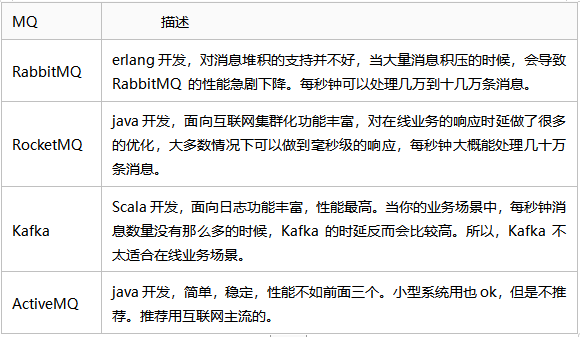 MQ 描述
RabbitMQ
erlang 开发，对消息堆积的支持并不好，当大量消息积压的时候，会导致
RabbitMQ 的性能急剧下降。每秒钟可以处理几万到十几万条消息。
RocketMQ
java 开发，面向互联网集群化功能丰富，对在线业务的响应时延做了很多
的优化，大多数情况下可以做到毫秒级的响应，每秒钟大概能处理几十万
条消息。
Kafka
Scala 开发，面向日志功能丰富，性能最高。当你的业务场景中，每秒钟消
息数量没有那么多的时候，Kafka 的时延反而会比较高。所以，Kafka 不
太适合在线业务场景。
ActiveMQ
java 开发，简单，稳定，性能不如前面三个。小型系统用也 ok，但是不推
荐。推荐用互联网主流的。